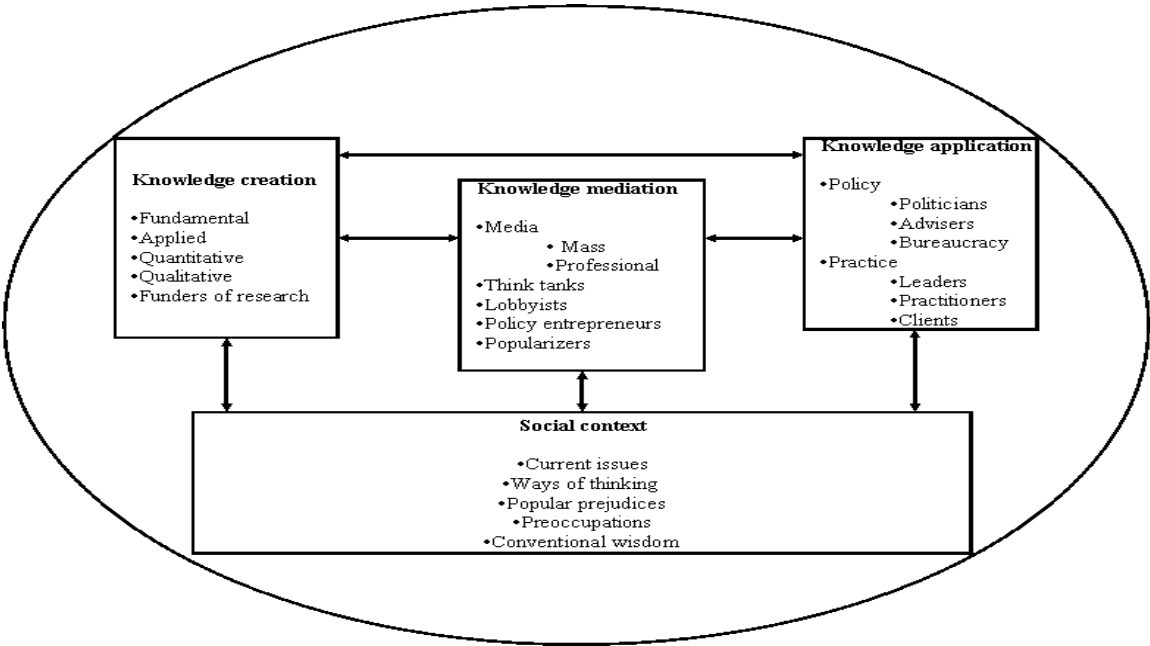 Knowledge creation
•Fundamental
•Applied
•Quantitative
•Qualitative
•Funders of research
Knowledge mediation
•Media
• Mass
•Professional
•Think tanks
•Lobbyists
•Policy entrepreneurs
•Popularizers
Knowledge application
•Policy
•Politicians
•Advisers
•Bureaucracy
•Practice
•Leaders
•Practitioners
•Clients
Social context
•Current issues
•Ways of thinking
•Popular prejudices
•Preoccupations
•Conventional wisdom